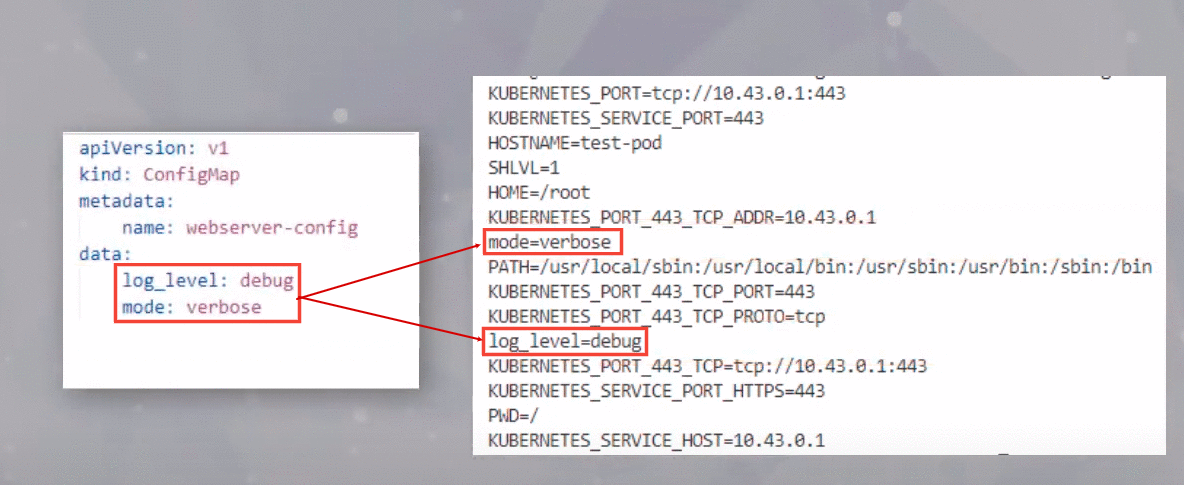 apiVersion: v1
kind: ConfigMap
metadata:
name: webserver-config
data:
log_level: debug
mode: verbose
KUBERNETES_PORT=tcp://10.43.0.1:443
KUBERNETES_SERVICE_PORT=443
HOSTNAME=test-pod
SHLVL=1
HOME=/root
KUBERNETES_PORT_443_TCP_ADDR=10.43.0.1
mode=verbose
PATH=/usr/local/sbin:/usr/local/bin:/usr/sbin:/usr/bin:/sbin:/bin
KUBERNETES_PORT_443_TCP_PORT=443
KUBERNETES_PORT_443_TCP_PROTO=tcp
log_level=debug
KUBERNETES_PORT_443_TCP=tcp://10.43.0.1:443
KUBERNETES_SERVICE_PORT_HTTPS=443
PWD=/
KUBERNETES_SERVICE_HOST=10.43.0.1